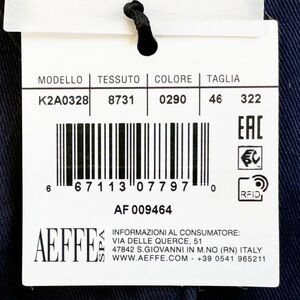 MODELLO TESSUTO COLORE TAGLIA
K2A0328 8731 0290 46 322
EAC
6 67113 07797 0
RFID
AF 009464
AEFFE SPA
INFORMAZIONI AL CONSUMATORE:
VIA DELLE QUERCE, 51
47842 S.GIOVANNI IN M.NO (RN) ITALY
WWW.AEFFE.COM - +39 0541 965211